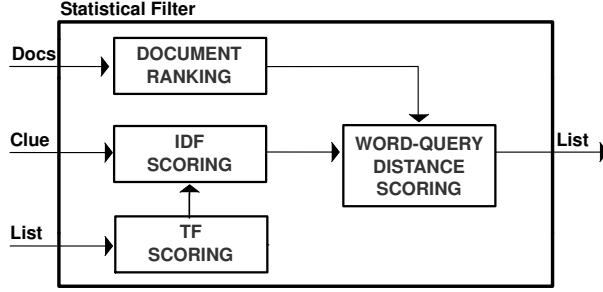 Statistical Filter
Docs
DOCUMENT
RANKING
Clue
IDF
SCORING
WORD-QUERY
DISTANCE
SCORING
List
List
TF
SCORING